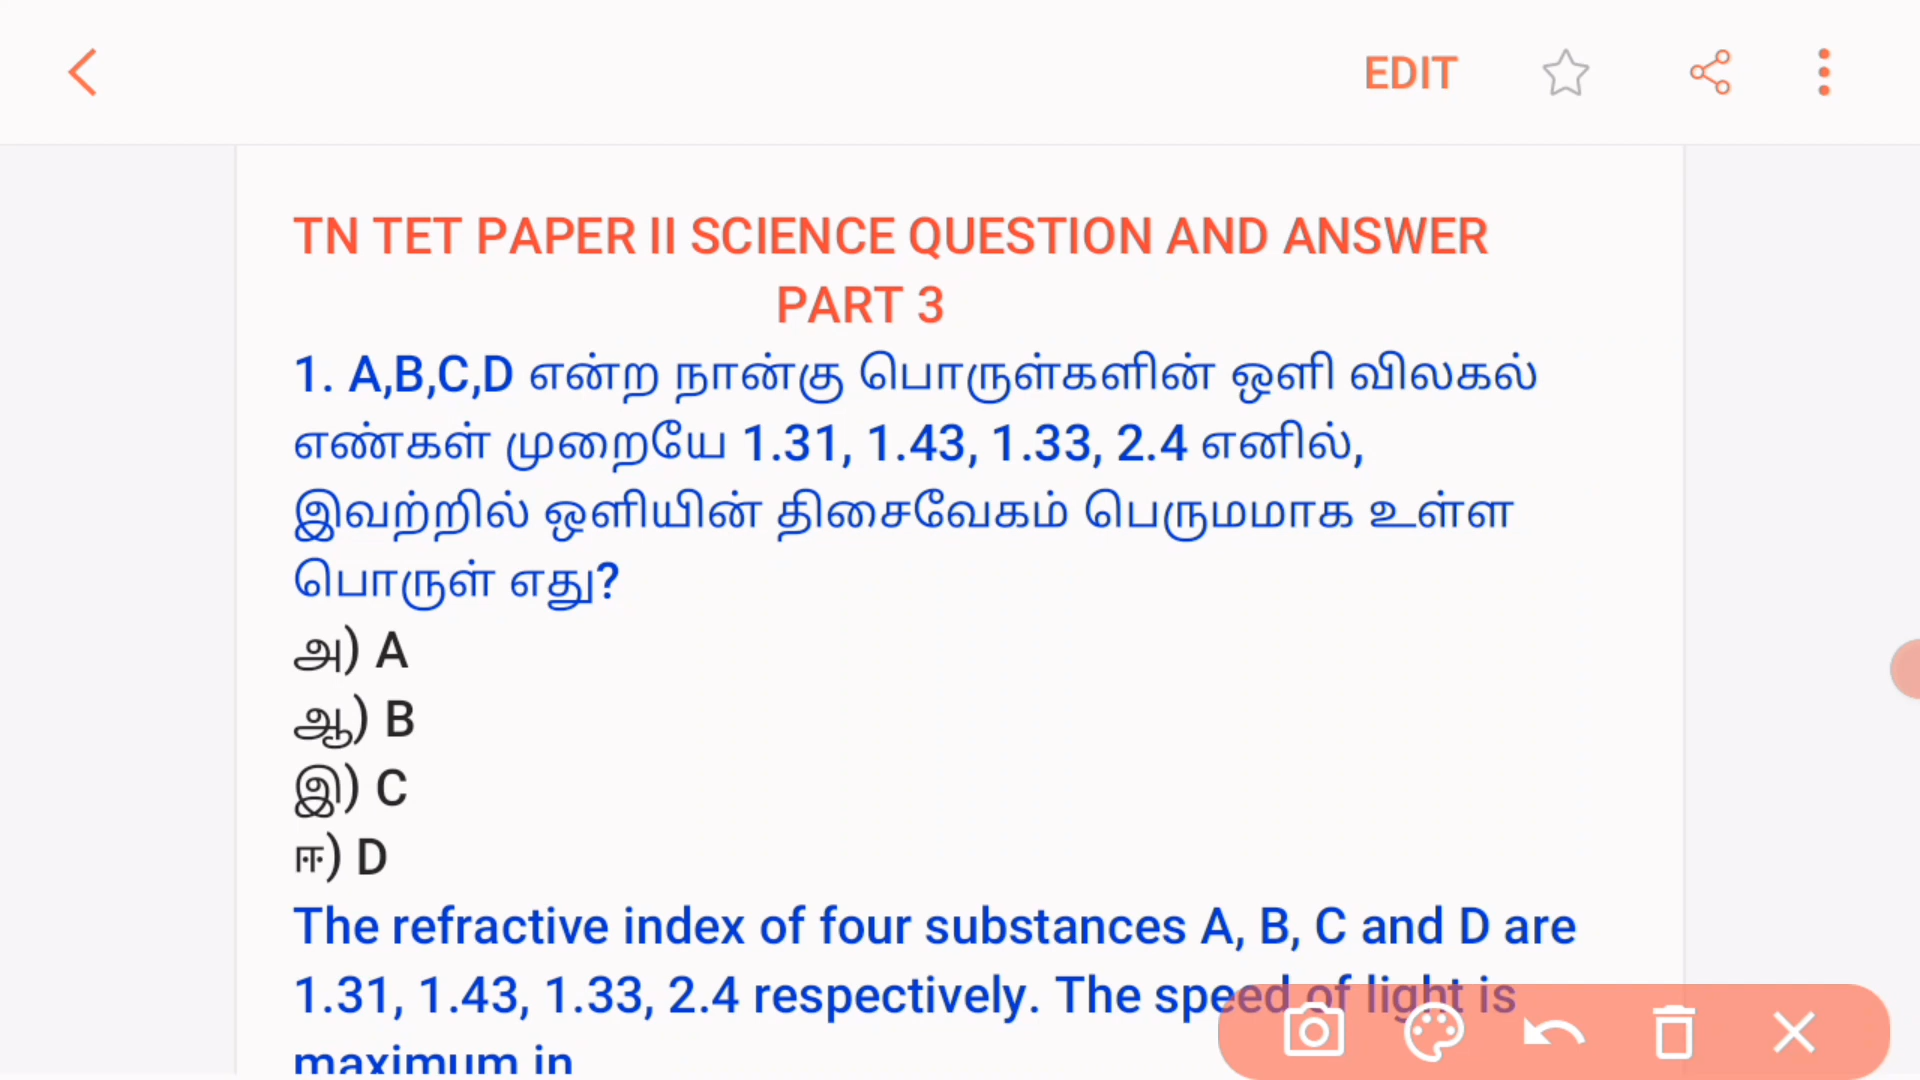 EDIT
TN TET PAPER II SCIENCE QUESTION AND ANSWER
PART 3
1. A,B,C,D என்ற நான்கு பொருள்களின் ஒளி விலகல்
எண்கள் முறையே 1.31, 1.43, 1.33, 2.4 எனில்,
இவற்றில் ஒளியின் திசைவேகம் பெருமமாக உள்ள
பொருள் எது?
அ) A
ஆ) B
இ) C
ஈ) D
The refractive index of four substances A, B, C and D are
1.31, 1.43, 1.33, 2.4 respectively. The speed of light is
maximum in